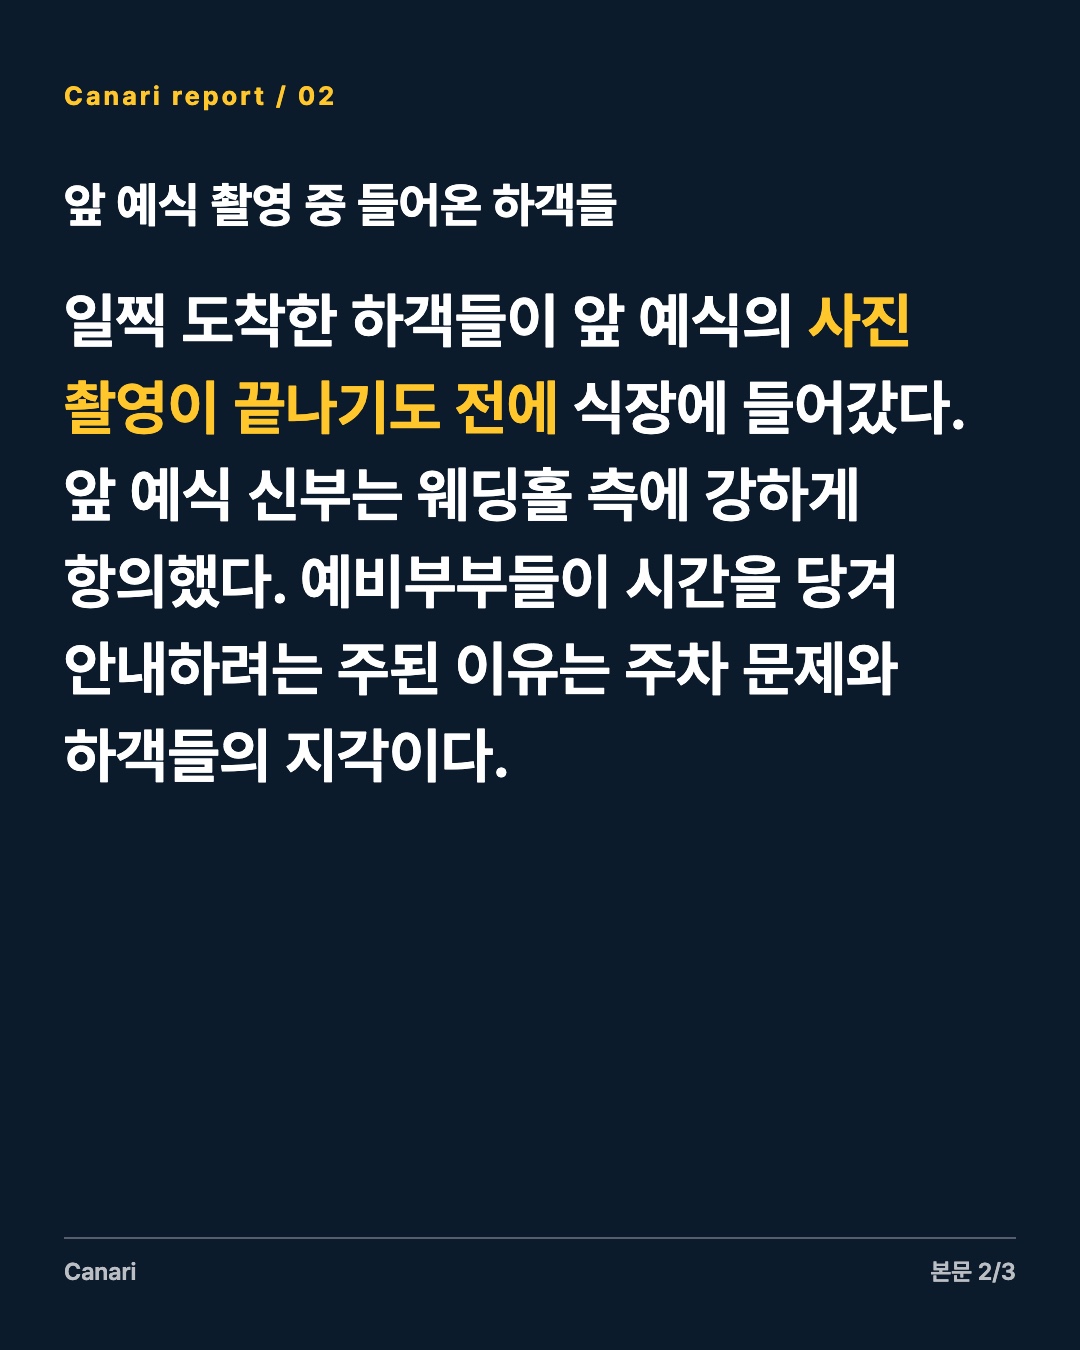 Canari report / 02
앞 예식 촬영 중 들어온 하객들
일찍 도착한 하객들이 앞 예식의 사진
촬영이 끝나기도 전에 식장에 들어갔다.
앞 예식 신부는 웨딩홀 측에 강하게
항의했다. 예비부부들이 시간을 당겨
안내하려는 주된 이유는 주차 문제와
하객들의 지각이다.
Canari
본문 2/3